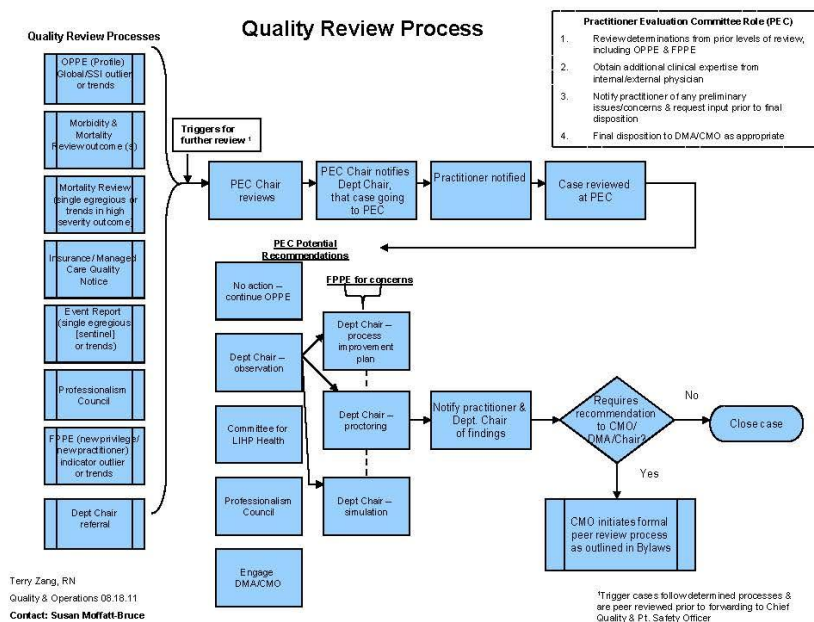 Quality Review Process
Practitioner Evaluation Committee Role (PEC)
1. Review determinations from prior levels of review,
including OPPE & FPPE
2. Obtain additional clinical expertise from
internal/external physician
3. Notify practitioner of any preliminary
issues/concerns & request input prior to final
disposition
4. Final disposition to DMA/CMO as appropriate
Quality Review Processes
OPPE (Profile)
Global/SSI outlier
or trends
Morbidity &
Mortality
Review outcome (s)
Mortality Review
(single egregious or
trends in high
severity outcome)
Insurance/Managed
Care Quality
Notice
Event Report
(single egregious
[sentinel]
or trends)
Professionalism
Council
FPPE (new privilege/
new practitioner)
indicator outlier
or trends
Dept Chair
referral
Triggers for
further review ¹
PEC Chair
reviews
PEC Chair notifies
Dept Chair,
that case going
to PEC
Practitioner notified
Case reviewed
at PEC
PEC Potential
Recommendations
No action –
continue OPPE
Dept Chair –
observation
Committee for
LIHP Health
Professionalism
Council
Engage
DMA/CMO
FPPE for concerns
Dept Chair –
process
improvement
plan
Dept Chair –
proctoring
Dept Chair –
simulation
Notify practitioner &
Dept. Chair
of findings
Requires
recommendation
to CMO/
DMA/Chair?
No
Close case
Yes
CMO initiates formal
peer review process
as outlined in Bylaws
Terry Zang, RN
Quality & Operations 08.18.11
Contact: Susan Moffatt-Bruce
¹Trigger cases follow determined processes &
are peer reviewed prior to forwarding to Chief
Quality & Pt. Safety Officer